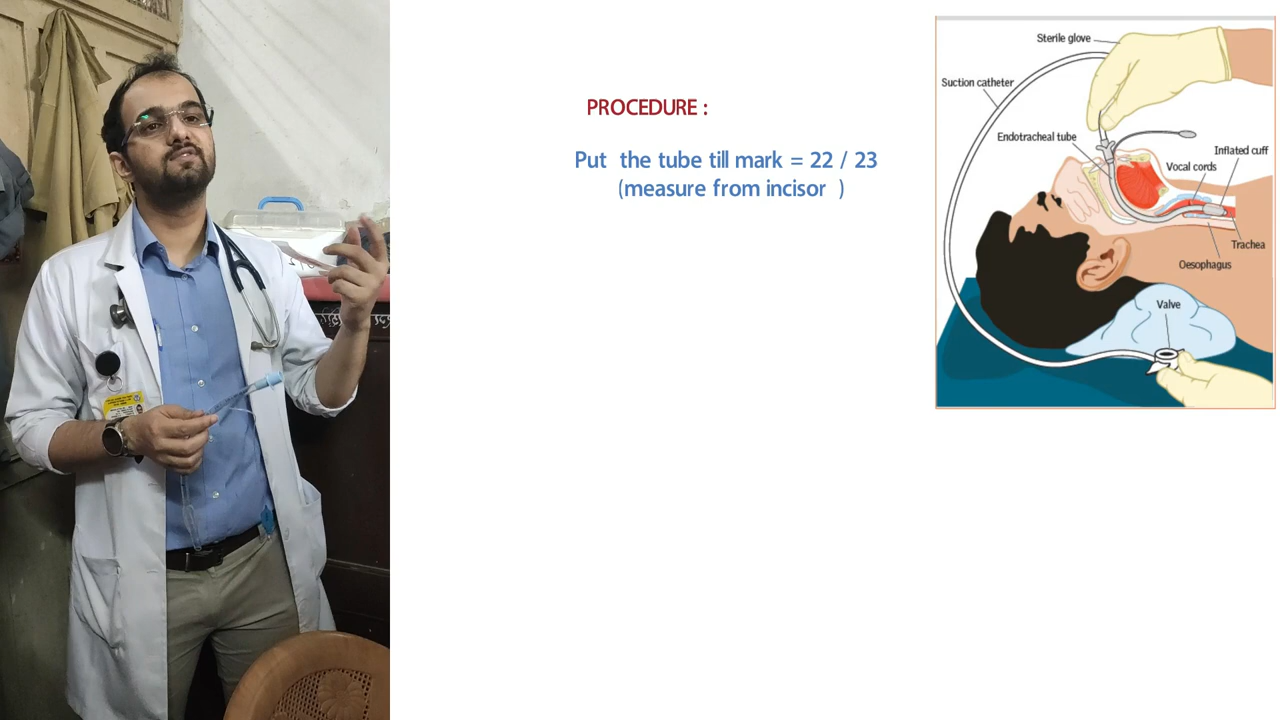 PROCEDURE :
Put the tube till mark = 22 / 23
(measure from incisor )
Sterile glove
Suction catheter
Endotracheal tube
Inflated cuff
Vocal cords
Trachea
Oesophagus
Valve